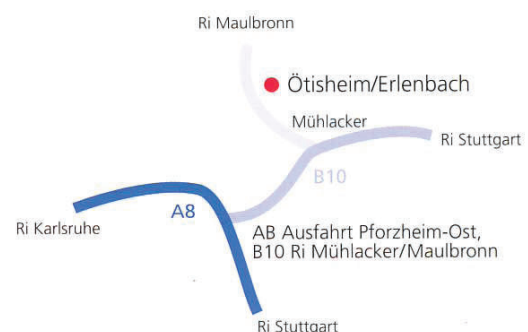 Ri Maulbronn
Ötisheim/Erlenbach
Mühlacker
Ri Stuttgart
B10
A8
Ri Karlsruhe
AB Ausfahrt Pforzheim-Ost,
B10 Ri Mühlacker/Maulbronn
Ri Stuttgart